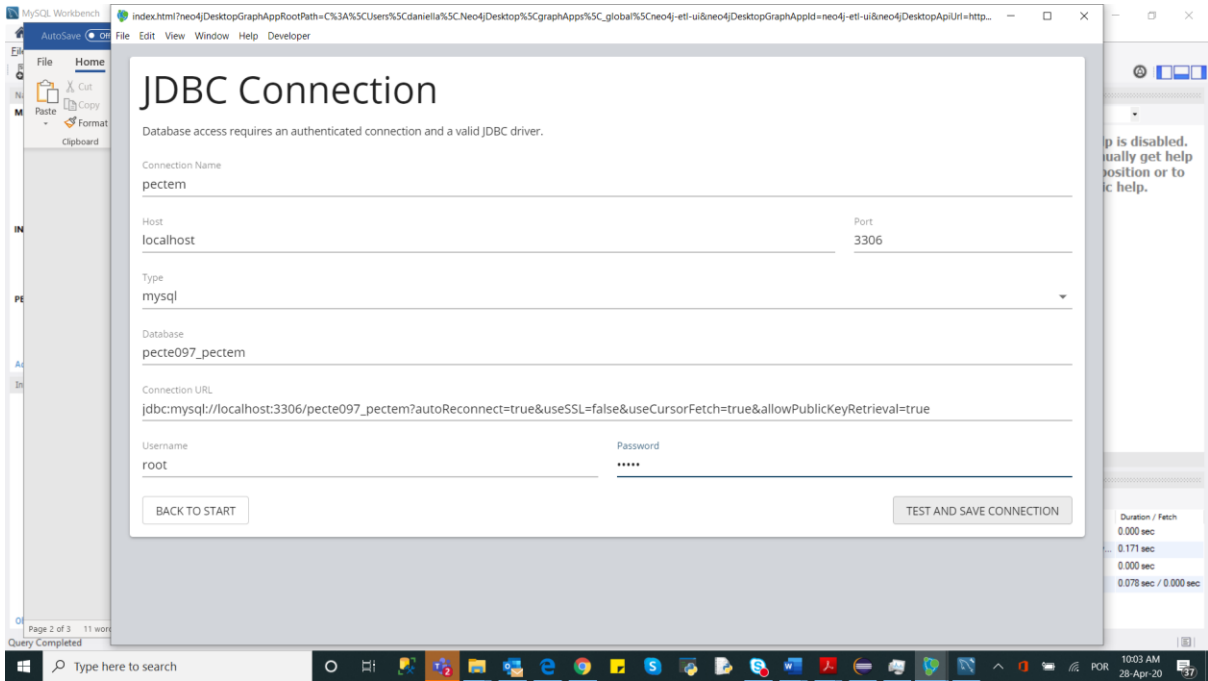 MySQL Workbench
index.html?neo4jDesktopGraphAppRootPath=C%3A%5CUsers%5Cdaniella%5C.Neo4jDesktop%5CgraphApps%5C_global%5Cneo4j-etl-ui&neo4jDesktopGraphAppId=neo4j-etl-ui&neo4jDesktopApiUrl=http...
AutoSave Off
File Edit View Window Help Developer
File Home
Cut
Copy
Paste
Format
Clipboard
JDBC Connection
Database access requires an authenticated connection and a valid JDBC driver.
Connection Name
pectem
Host Port
localhost 3306
Type
mysql
Database
pecte097_pectem
Connection URL
jdbc:mysql://localhost:3306/pecte097_pectem?autoReconnect=true&useSSL=false&useCursorFetch=true&allowPublicKeyRetrieval=true
Username Password
root •••••
BACK TO START TEST AND SAVE CONNECTION
p is disabled.
ually get help
position or to
ic help.
Duration / Fetch
0.000 sec
... 0.171 sec
0.000 sec
0.078 sec / 0.000 sec
Page 2 of 3 11 wor
Query Completed
Type here to search
POR
10:03 AM
28-Apr-20
37